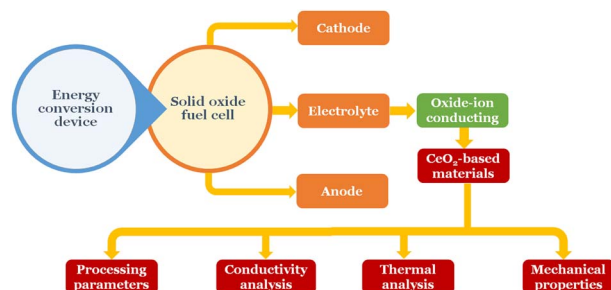 Energy
conversion
device
Solid oxide
fuel cell
Cathode
Electrolyte
Oxide-ion
conducting
CeO₂-based
materials
Anode
Processing
parameters
Conductivity
analysis
Thermal
analysis
Mechanical
properties